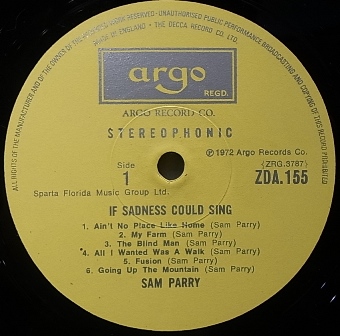 OF THE MANUFACTURER AND OF THE OWNER OF THE RECORDED WORK RESERVED · UNAUTHORISED PUBLIC PERFORMANCE BROADCASTING AND COPYING OF THIS RECORD PROHIBITED
ALL RIGHTS
MADE IN ENGLAND · THE DECCA RECORD CO LTD
argo
REGD.
ARGO RECORD CO.
STEREOPHONIC
Side
1
℗ 1972 Argo Records Co.
(ZRG.3787)
ZDA.155
Sparta Florida Music Group Ltd.
IF SADNESS COULD SING
1. Ain't No Place Like Home (Sam Parry)
2. My Farm (Sam Parry)
3. The Blind Man (Sam Parry)
4. All I Wanted Was A Walk (Sam Parry)
5. Fusion (Sam Parry)
6. Going Up The Mountain (Sam Parry)
SAM PARRY